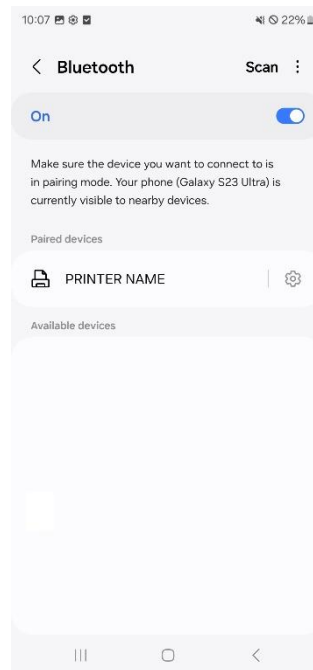 10:07 22%
Bluetooth Scan
On
Make sure the device you want to connect to is
in pairing mode. Your phone (Galaxy S23 Ultra) is
currently visible to nearby devices.
Paired devices
PRINTER NAME
Available devices